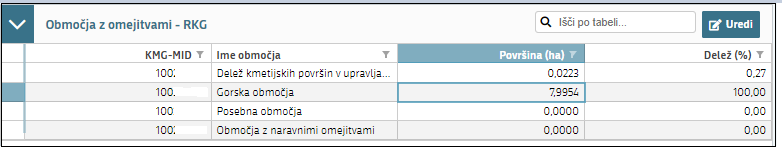 Območja z omejitvami - RKG Išči po tabeli... Uredi
KMG-MID Ime območja Površina (ha) Delež (%)
100 Delež kmetijskih površin v upravlja... 0,0223 0,27
100 Gorska območja 7,9954 100,00
100 Posebna območja 0,0000 0,00
100 Območja z naravnimi omejitvami 0,0000 0,00